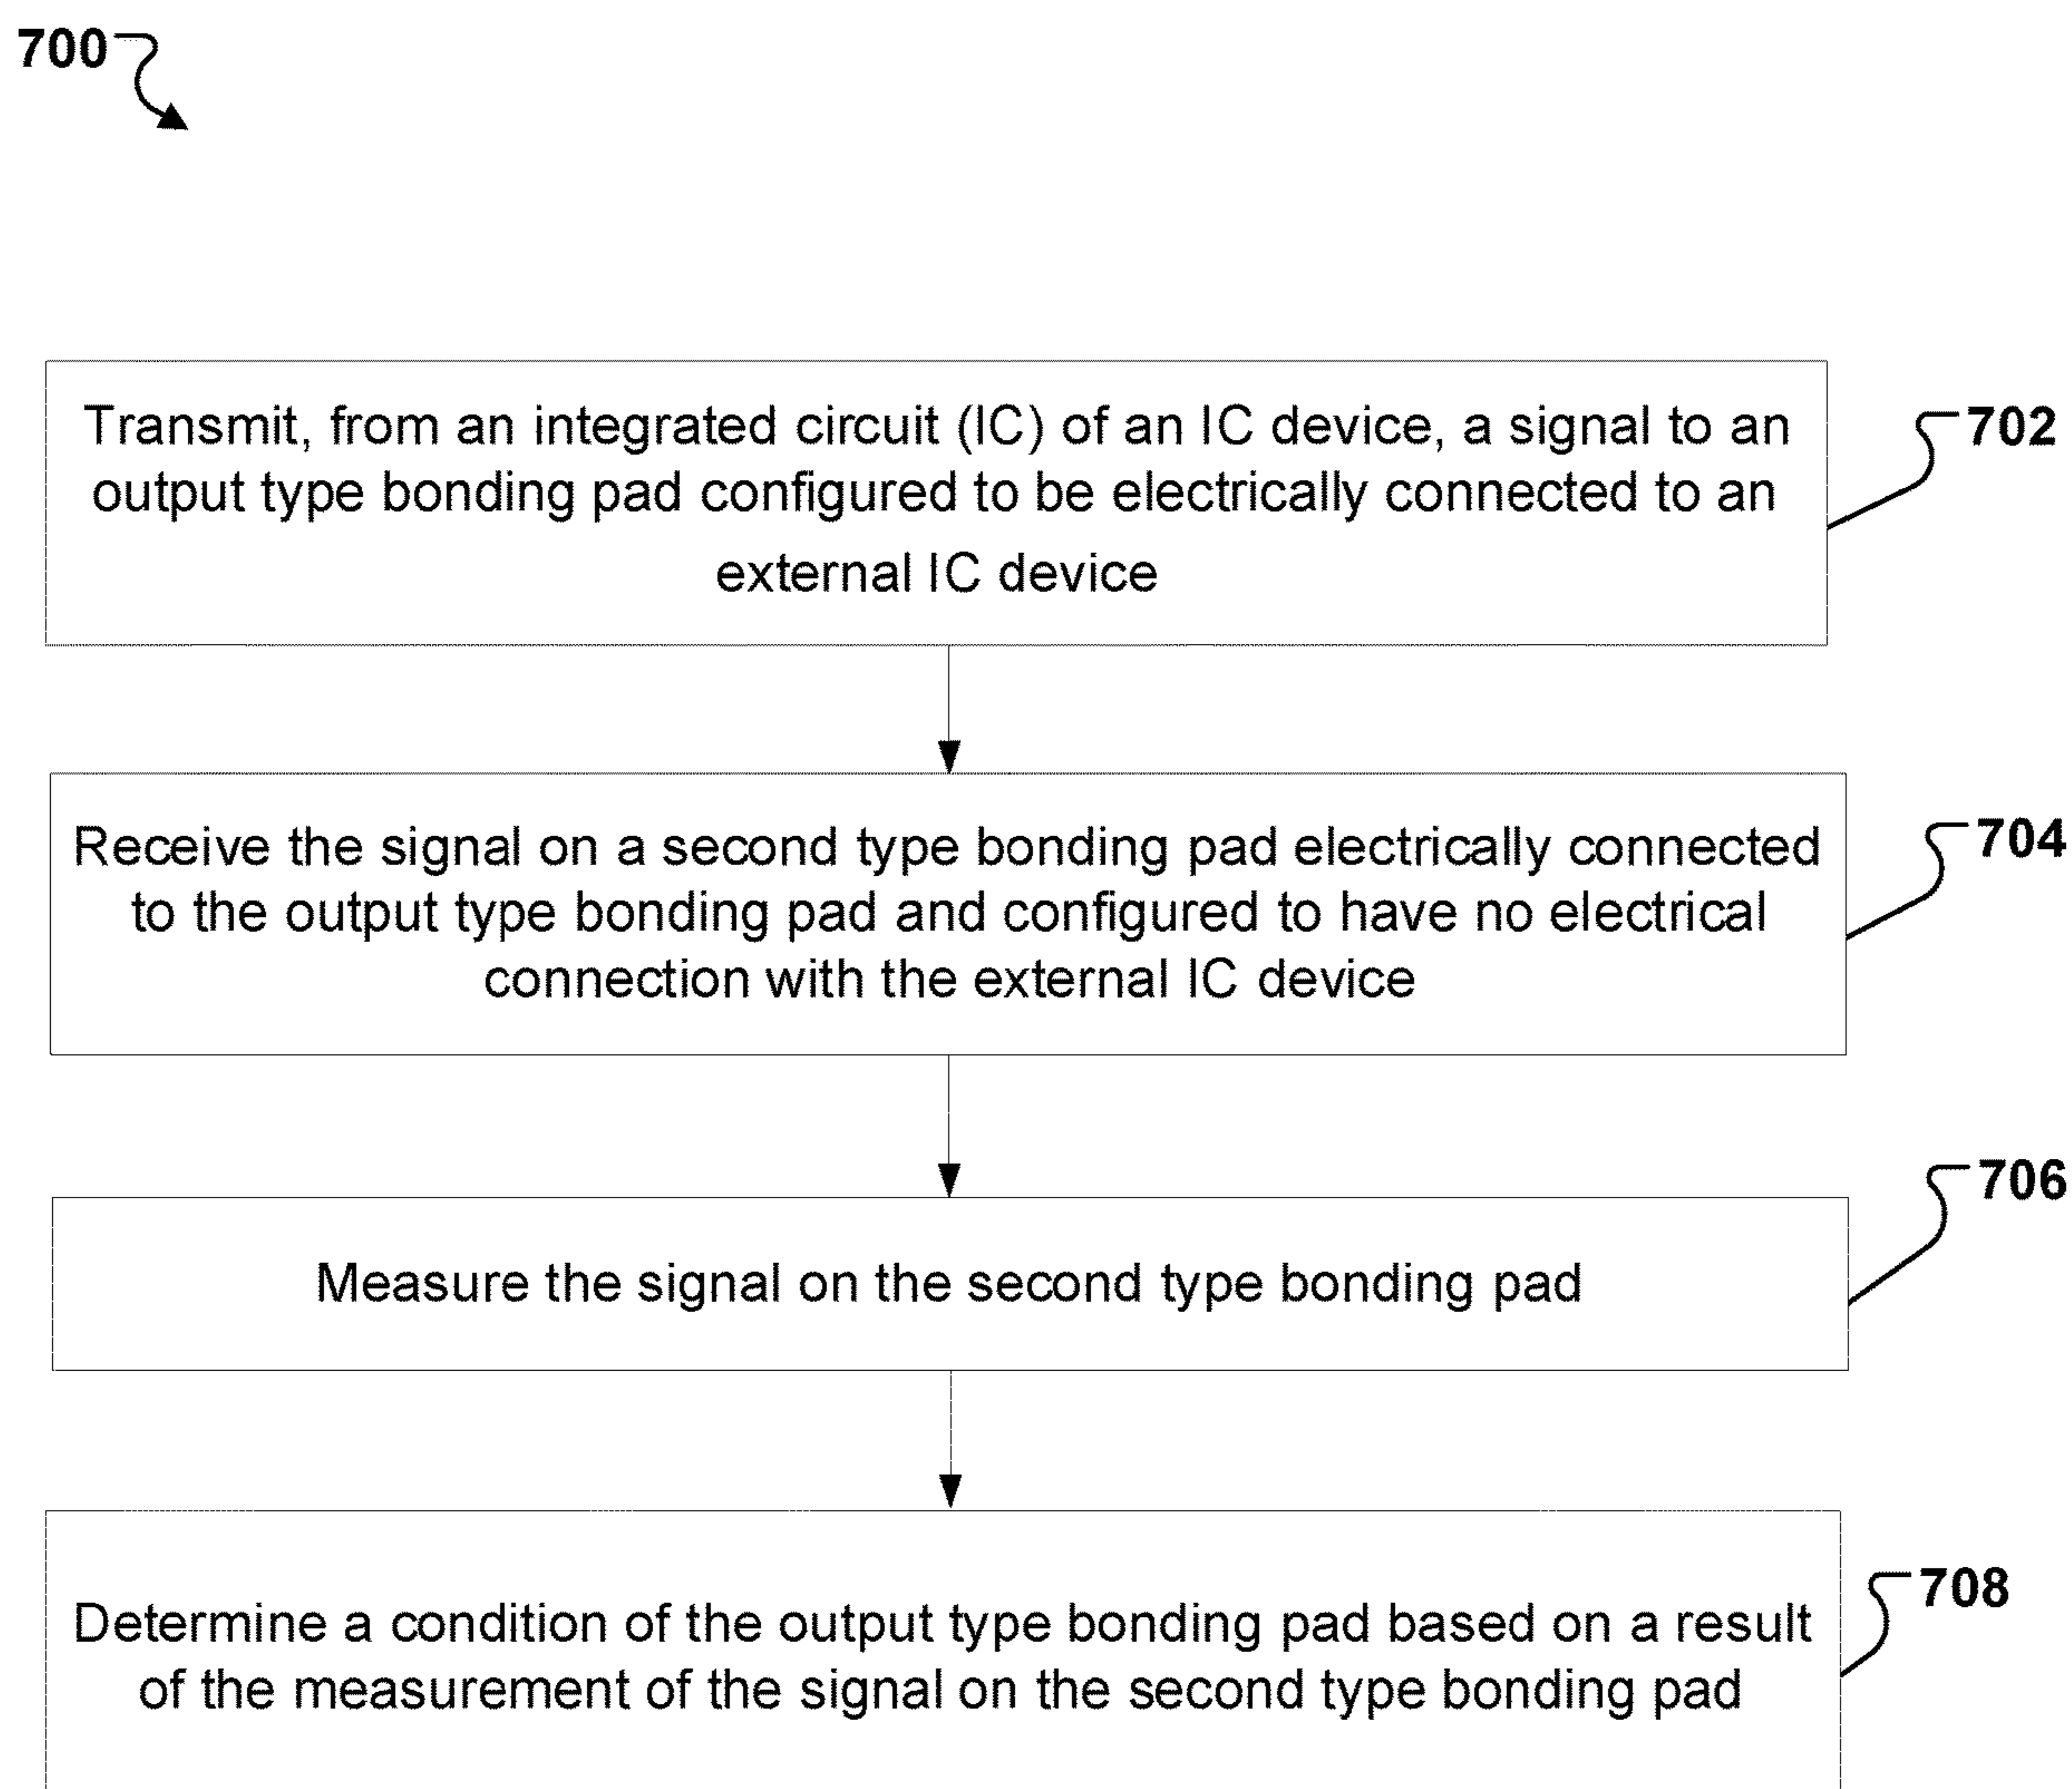 700
Transmit, from an integrated circuit (IC) of an IC device, a signal to an
output type bonding pad configured to be electrically connected to an
external IC device
702
Receive the signal on a second type bonding pad electrically connected
to the output type bonding pad and configured to have no electrical
connection with the external IC device
704
Measure the signal on the second type bonding pad
706
Determine a condition of the output type bonding pad based on a result
of the measurement of the signal on the second type bonding pad
708